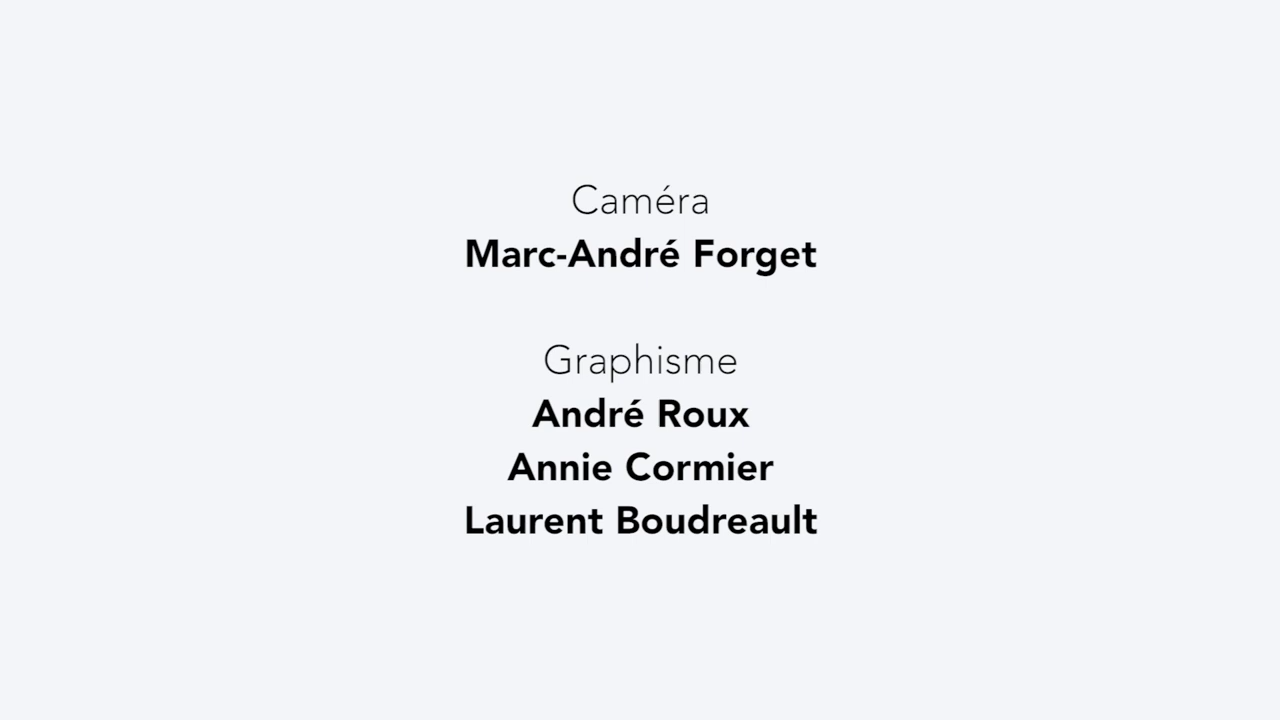 Caméra
Marc-André Forget
Graphisme
André Roux
Annie Cormier
Laurent Boudreault